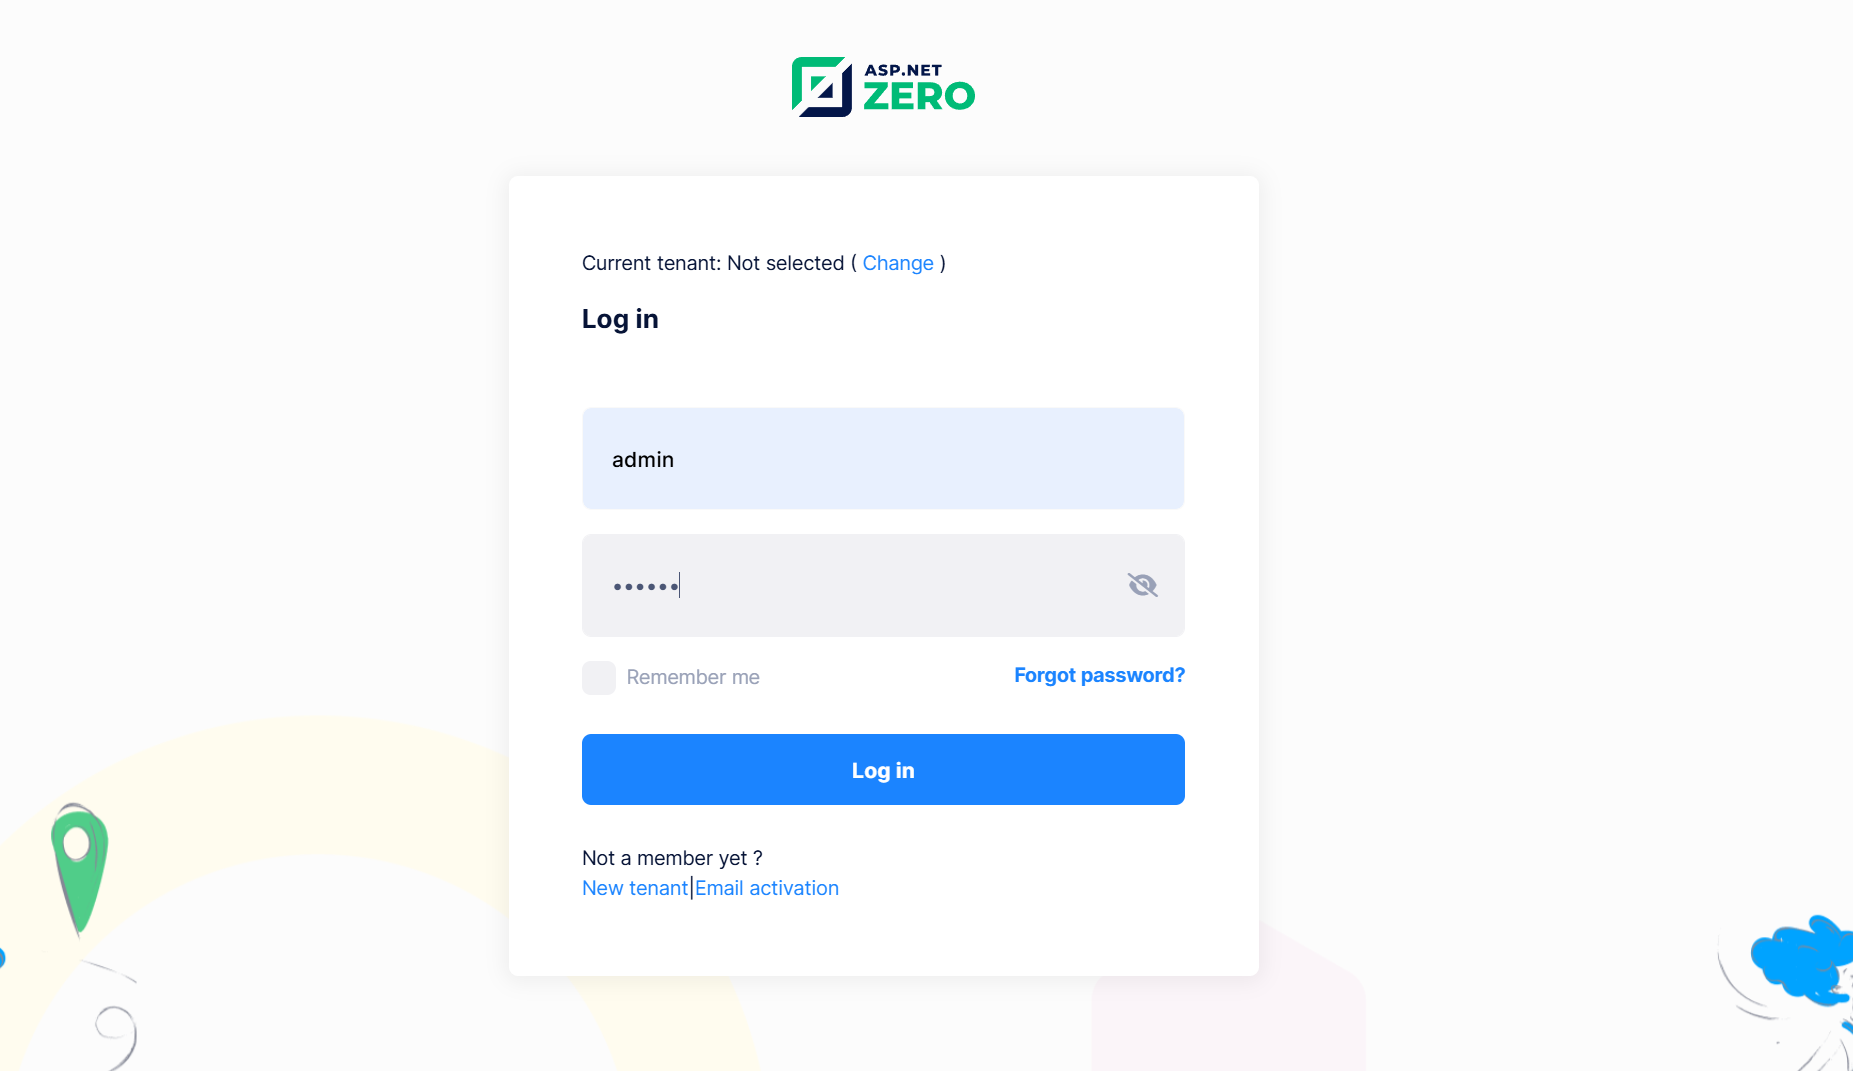 ASP.NET
ZERO
Current tenant: Not selected ( Change )
Log in
admin
••••••
Remember me
Forgot password?
Log in
Not a member yet ?
New tenant|Email activation